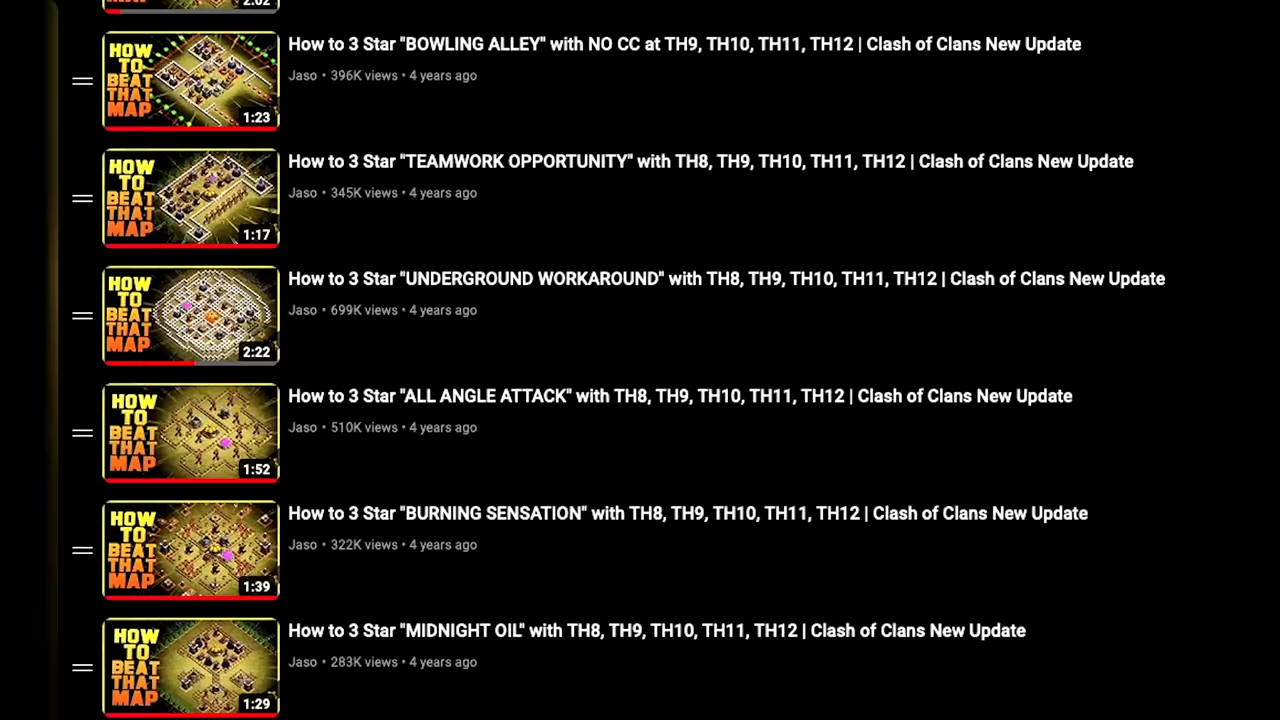 2:02
HOW
TO
BEAT
THAT
MAP
1:23
How to 3 Star "BOWLING ALLEY" with NO CC at TH9, TH10, TH11, TH12 | Clash of Clans New Update
Jaso • 396K views • 4 years ago
HOW
TO
BEAT
THAT
MAP
1:17
How to 3 Star "TEAMWORK OPPORTUNITY" with TH8, TH9, TH10, TH11, TH12 | Clash of Clans New Update
Jaso • 345K views • 4 years ago
HOW
TO
BEAT
THAT
MAP
2:22
How to 3 Star "UNDERGROUND WORKAROUND" with TH8, TH9, TH10, TH11, TH12 | Clash of Clans New Update
Jaso • 699K views • 4 years ago
HOW
TO
BEAT
THAT
MAP
1:52
How to 3 Star "ALL ANGLE ATTACK" with TH8, TH9, TH10, TH11, TH12 | Clash of Clans New Update
Jaso • 510K views • 4 years ago
HOW
TO
BEAT
THAT
MAP
1:39
How to 3 Star "BURNING SENSATION" with TH8, TH9, TH10, TH11, TH12 | Clash of Clans New Update
Jaso • 322K views • 4 years ago
HOW
TO
BEAT
THAT
MAP
1:29
How to 3 Star "MIDNIGHT OIL" with TH8, TH9, TH10, TH11, TH12 | Clash of Clans New Update
Jaso • 283K views • 4 years ago